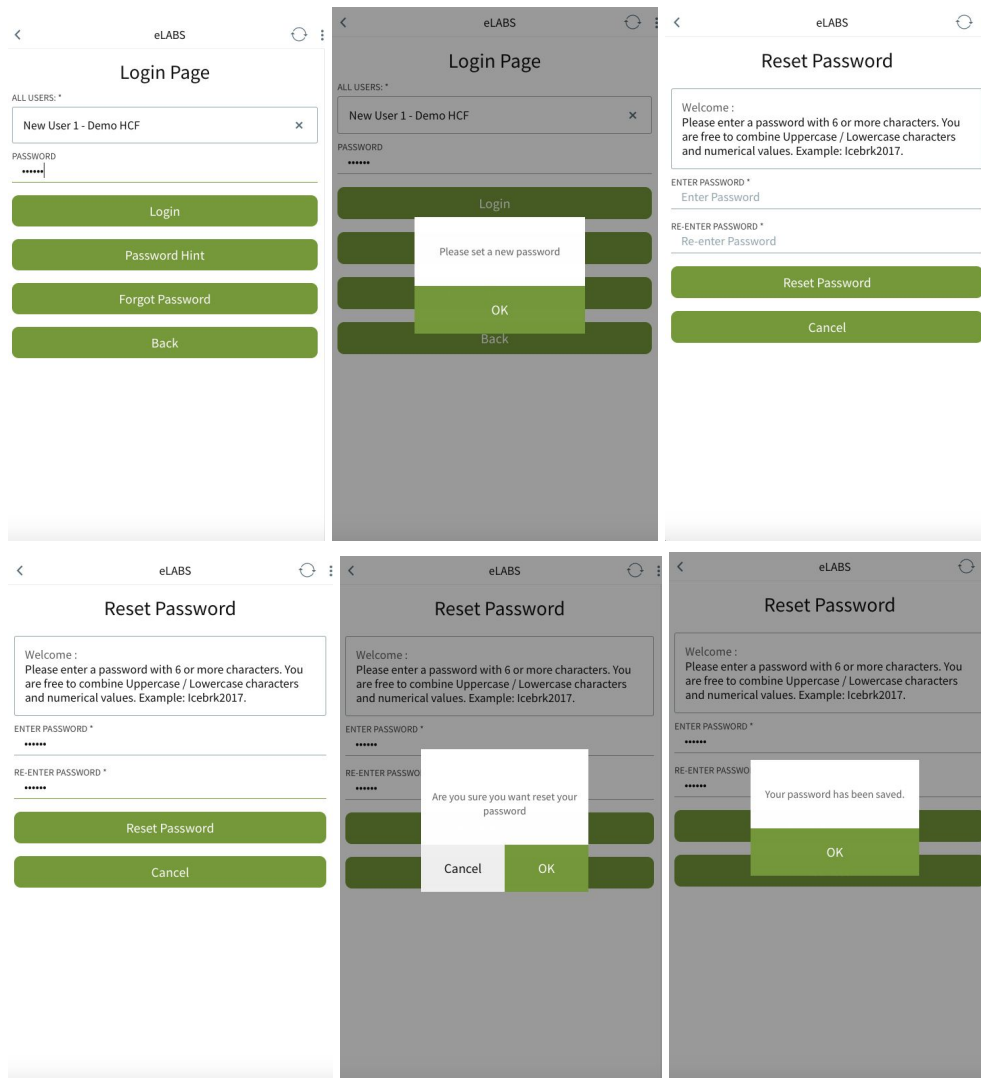 eLABS
Login Page
ALL USERS: *
New User 1 - Demo HCF
×
PASSWORD
••••••
Login
Password Hint
Forgot Password
Back
eLABS
Login Page
ALL USERS: *
New User 1 - Demo HCF
×
PASSWORD
••••••
Login
Please set a new password
OK
Back
eLABS
Reset Password
Welcome :
Please enter a password with 6 or more characters. You
are free to combine Uppercase / Lowercase characters
and numerical values. Example: Icebrk2017.
ENTER PASSWORD *
Enter Password
RE-ENTER PASSWORD *
Re-enter Password
Reset Password
Cancel
eLABS
Reset Password
Welcome :
Please enter a password with 6 or more characters. You
are free to combine Uppercase / Lowercase characters
and numerical values. Example: Icebrk2017.
ENTER PASSWORD *
••••••
RE-ENTER PASSWORD *
••••••
Reset Password
Cancel
eLABS
Reset Password
Welcome :
Please enter a password with 6 or more characters. You
are free to combine Uppercase / Lowercase characters
and numerical values. Example: Icebrk2017.
ENTER PASSWORD *
••••••
RE-ENTER PASSWO
••••••
Are you sure you want reset your
password
Cancel
OK
eLABS
Reset Password
Welcome :
Please enter a password with 6 or more characters. You
are free to combine Uppercase / Lowercase characters
and numerical values. Example: Icebrk2017.
ENTER PASSWORD *
••••••
RE-ENTER PASSWO
••••••
Your password has been saved.
OK